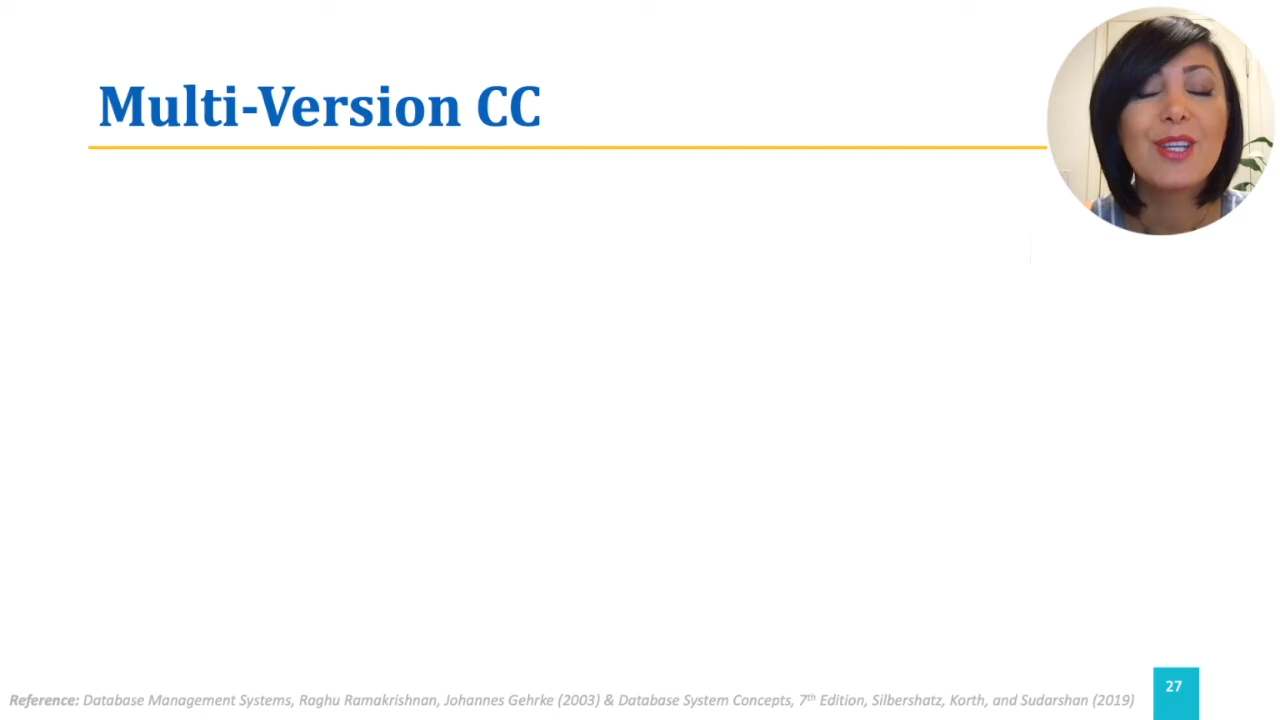 Multi-Version CC
Reference: Database Management Systems, Raghu Ramakrishnan, Johannes Gehrke (2003) & Database System Concepts, 7th Edition, Silbershatz, Korth, and Sudarshan (2019)
27